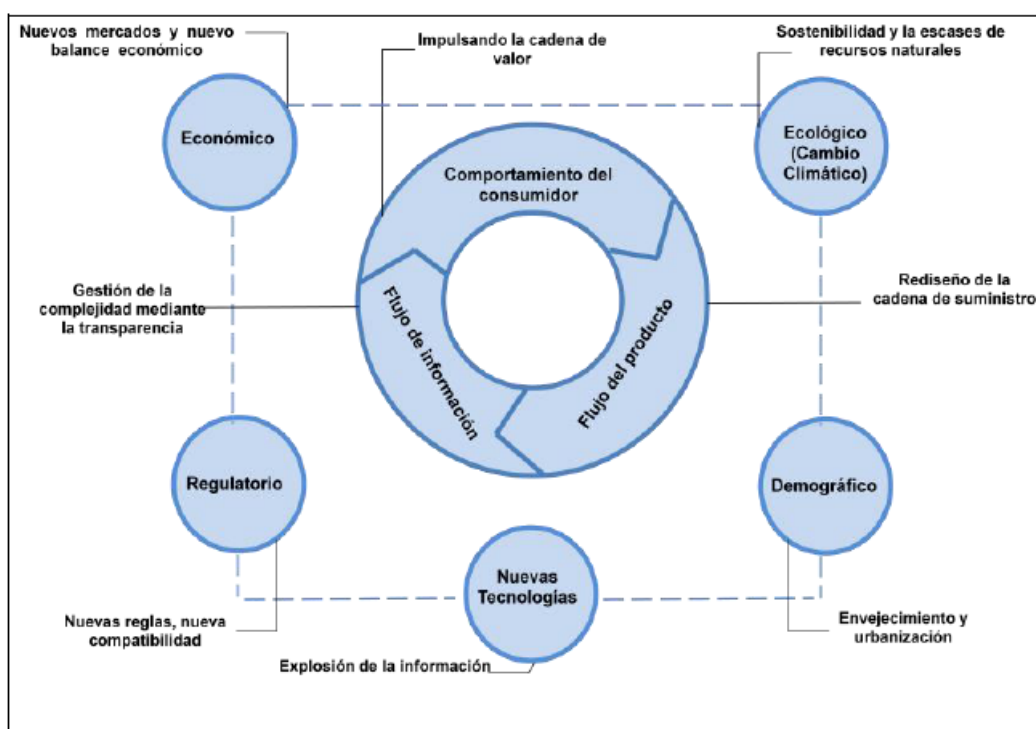 Nuevos mercados y nuevo
balance económico
Impulsando la cadena de
valor
Sostenibilidad y la escases de
recursos naturales
Económico
Ecológico
(Cambio
Climático)
Comportamiento del
consumidor
Gestión de la
complejidad mediante
la transparencia
Rediseño de la
cadena de suministro
Flujo de información
Flujo del producto
Regulatorio
Demográfico
Nuevas
Tecnologías
Nuevas reglas, nueva
compatibilidad
Envejecimiento y
urbanización
Explosión de la información